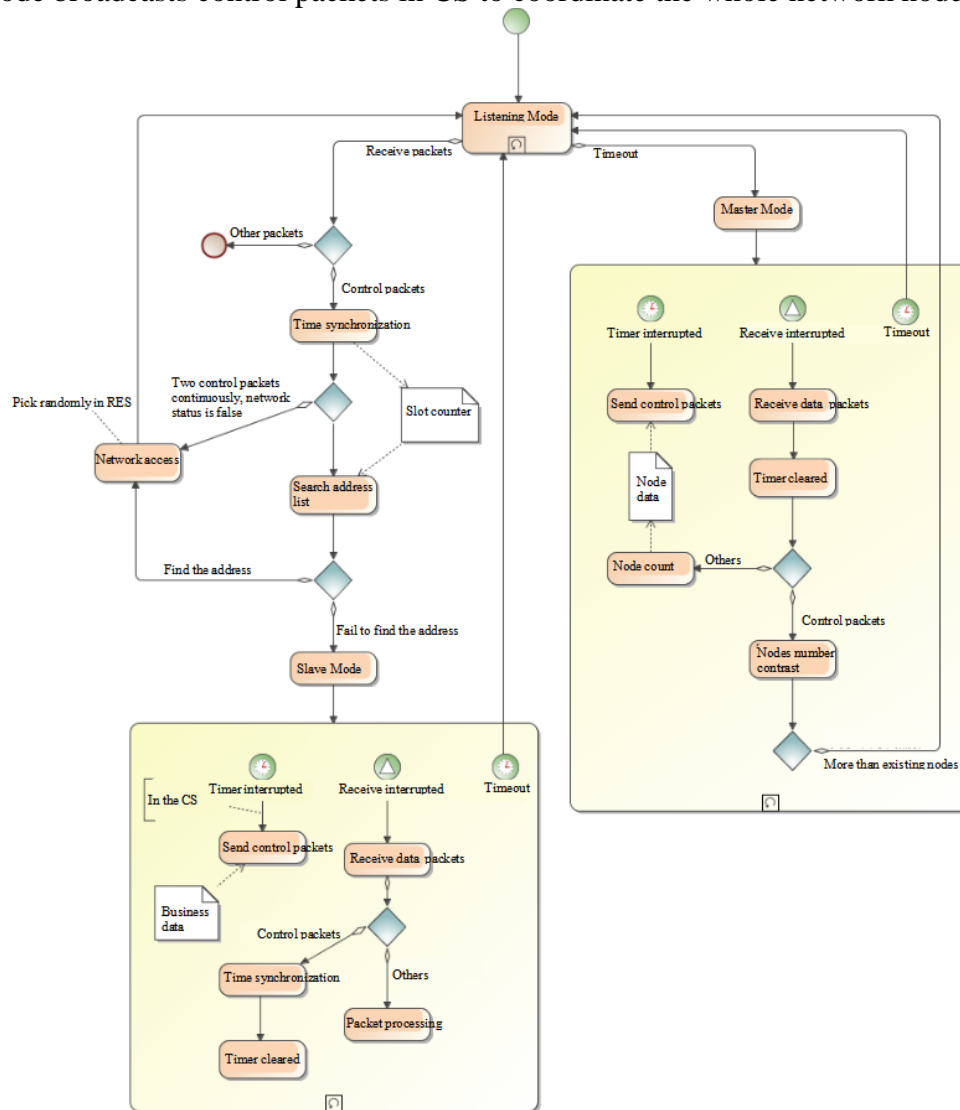 ode broadcasts control packets in CS to coordinate the whole network node
Listening Mode
Receive packets
Timeout
Master Mode
Other packets
Control packets
Time synchronization
Two control packets
continuously, network
status is false
Pick randomly in RES
Slot counter
Network access
Search address
list
Find the address
Fail to find the address
Slave Mode
Timer interrupted
Receive interrupted
Timeout
In the CS
Send control packets
Receive data packets
Business
data
Control packets
Others
Time synchronization
Packet processing
Timer cleared
Timer interrupted
Receive interrupted
Timeout
Send control packets
Receive data packets
Node
data
Timer cleared
Node count
Others
Control packets
Nodes number
contrast
More than existing nodes